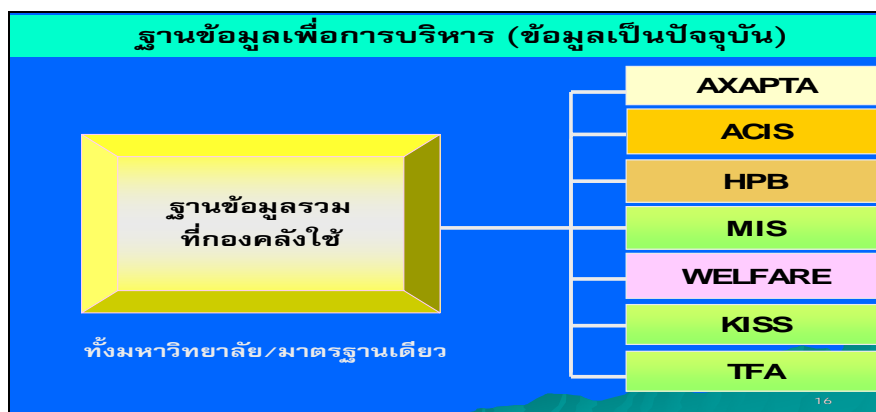 ฐานข้อมูลเพื่อการบริหาร (ข้อมูลเป็นปัจจุบัน)
ฐานข้อมูลรวม
ที่กองคลังใช้
ทั้งมหาวิทยาลัย/มาตรฐานเดียว
AXAPTA
ACIS
HPB
MIS
WELFARE
KISS
TFA
16